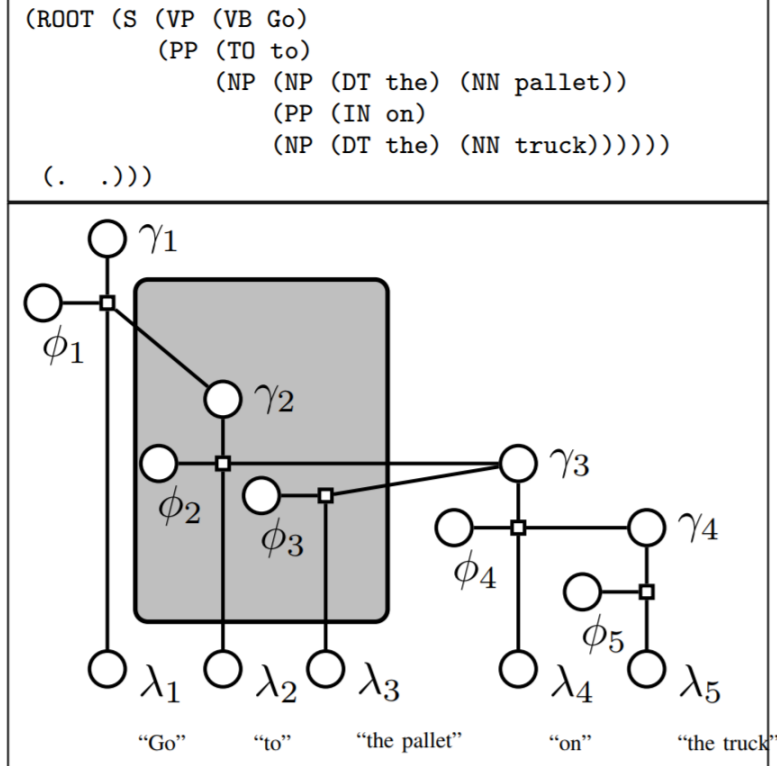 (ROOT (S (VP (VB Go)
(PP (TO to)
(NP (NP (DT the) (NN pallet))
(PP (IN on)
(NP (DT the) (NN truck))))))
(. .)))
γ1
ϕ1
γ2
ϕ2
γ3
ϕ3
γ4
ϕ4
ϕ5
λ1 λ2 λ3 λ4 λ5
“Go” “to” “the pallet” “on” “the truck”